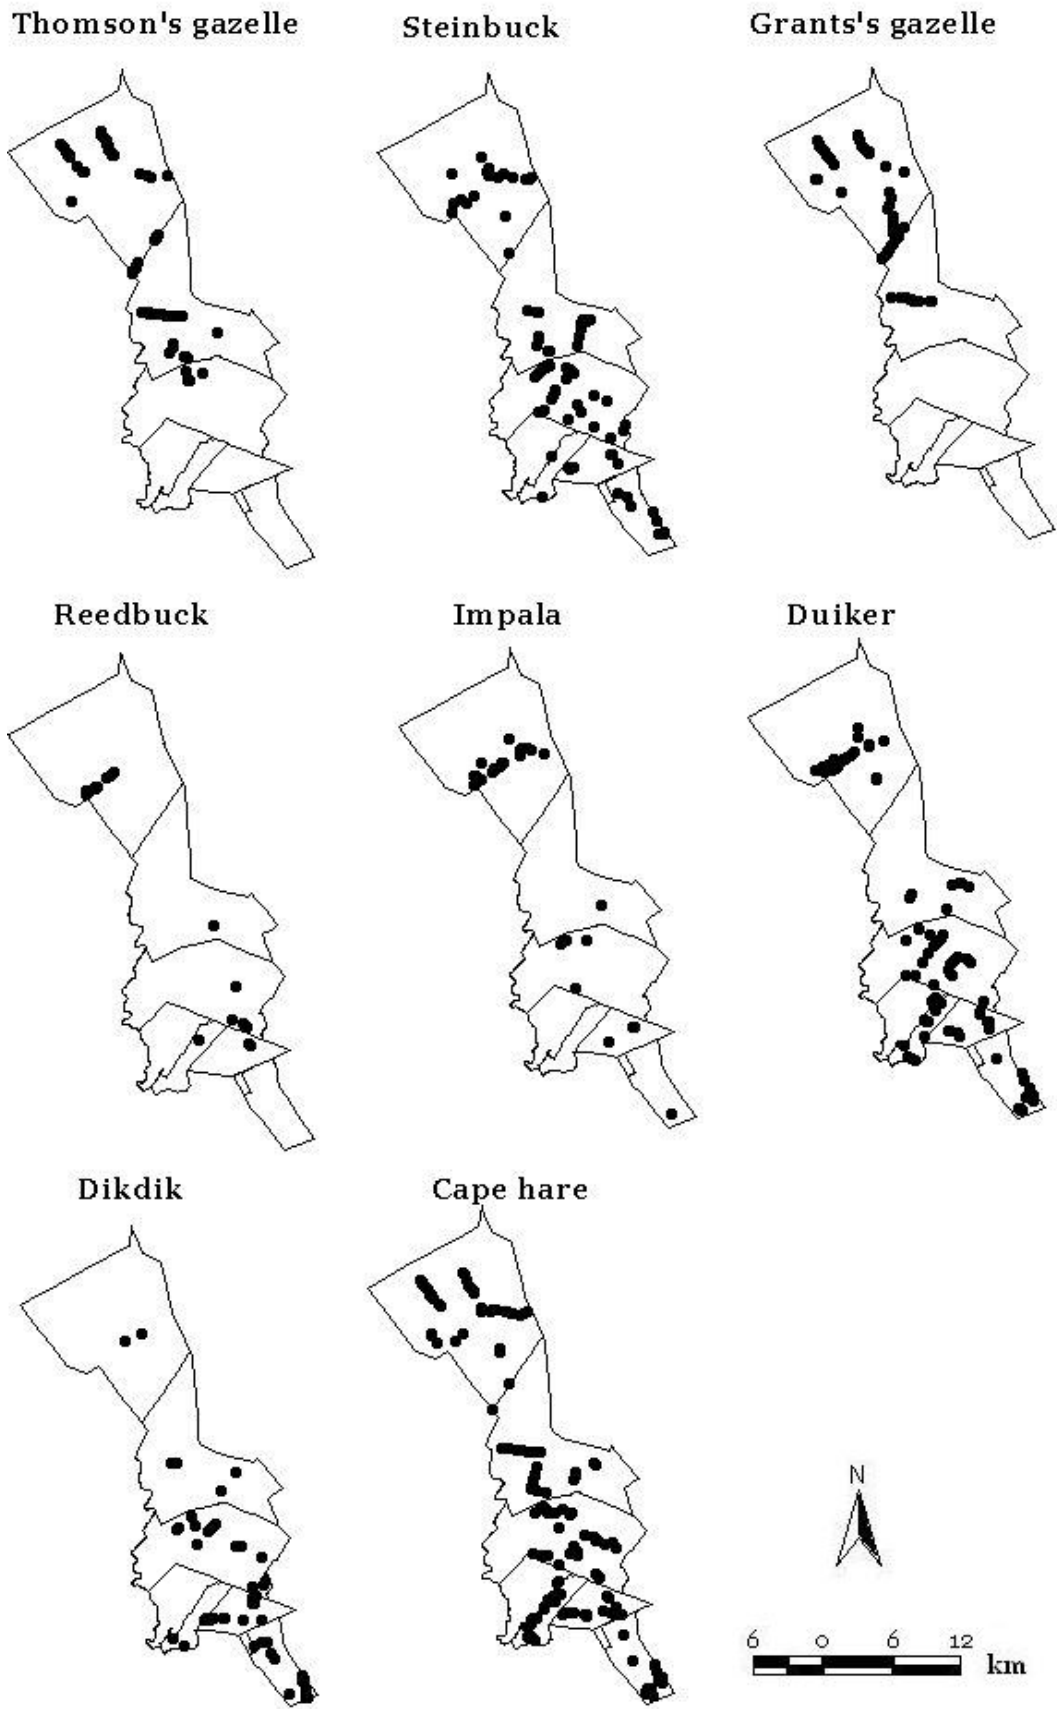 Thomson's gazelle
Steinbuck
Grants's gazelle
Reedbuck
Impala
Duiker
Dikdik
Cape hare
N
6 0 6 12
km